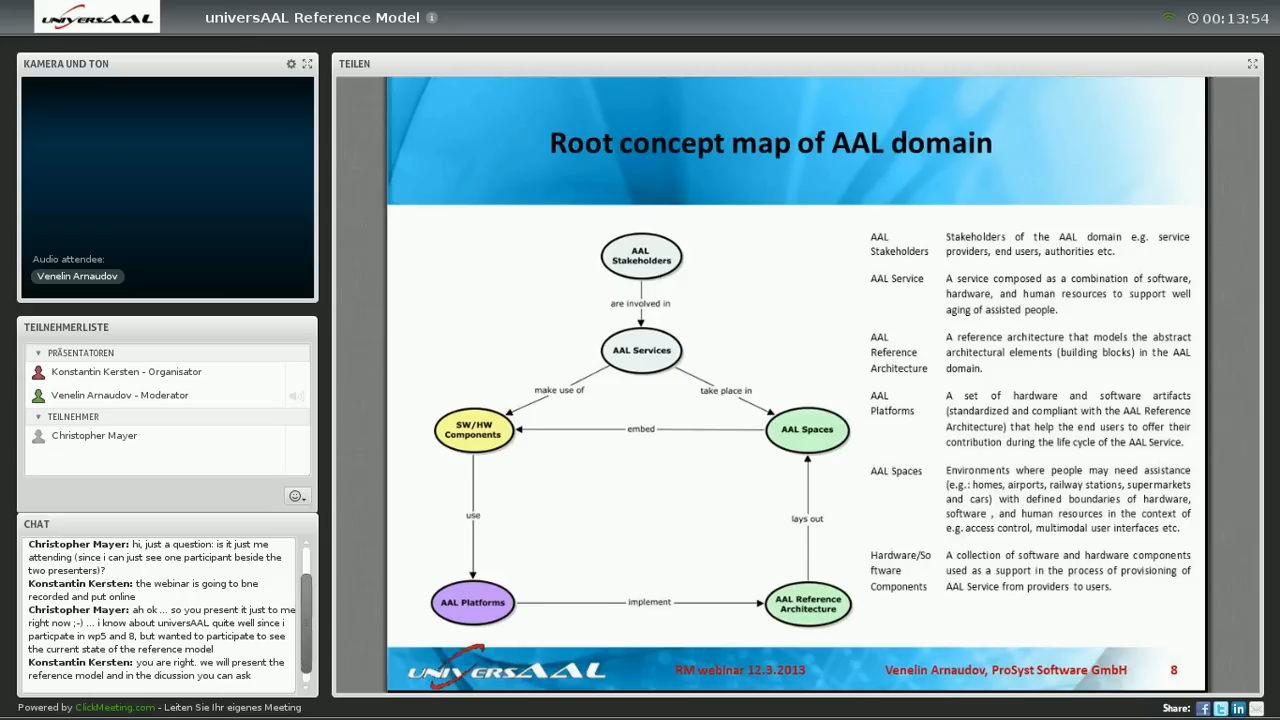 universAAL
universAAL Reference Model
00:13:54
KAMERA UND TON
Audio attendee:
Venelin Arnaudov
TEILNEHMERLISTE
PRÄSENTATOREN
Konstantin Kersten - Organisator
Venelin Arnaudov - Moderator
TEILNEHMER
Christopher Mayer
CHAT
Christopher Mayer: hi, just a question: is it just me
attending (since i can just see one participant beside the
two presenters)?
Konstantin Kersten: the webinar is going to bne
recorded and put online
Christopher Mayer: ah ok ... so you present it just to me
right now ;-) ... i know about universAAL quite well since i
particpate in wp5 and 8, but wanted to participate to see
the current state of the reference model
Konstantin Kersten: you are right. we will present the
reference model and in the dicussion you can ask
TEILEN
Root concept map of AAL domain
AAL
Stakeholders
are involved in
AAL Services
make use of
take place in
SW/HW
Components
embed
AAL Spaces
use
lays out
AAL Platforms
implement
AAL Reference
Architecture
AAL
Stakeholders
Stakeholders of the AAL domain e.g. service
providers, end users, authorities etc.
AAL Service
A service composed as a combination of software,
hardware, and human resources to support well
aging of assisted people.
AAL
Reference
Architecture
A reference architecture that models the abstract
architectural elements (building blocks) in the AAL
domain.
AAL
Platforms
A set of hardware and software artifacts
(standardized and compliant with the AAL Reference
Architecture) that help the end users to offer their
contribution during the life cycle of the AAL Service.
AAL Spaces
Environments where people may need assistance
(e.g.: homes, airports, railway stations, supermarkets
and cars) with defined boundaries of hardware,
software , and human resources in the context of
e.g. access control, multimodal user interfaces etc.
Hardware/So
ftware
Components
A collection of software and hardware components
used as a support in the process of provisioning of
AAL Service from providers to users.
universAAL
RM webinar 12.3.2013
Venelin Arnaudov, ProSyst Software GmbH
8
Powered by ClickMeeting.com - Leiten Sie Ihr eigenes Meeting
Share: